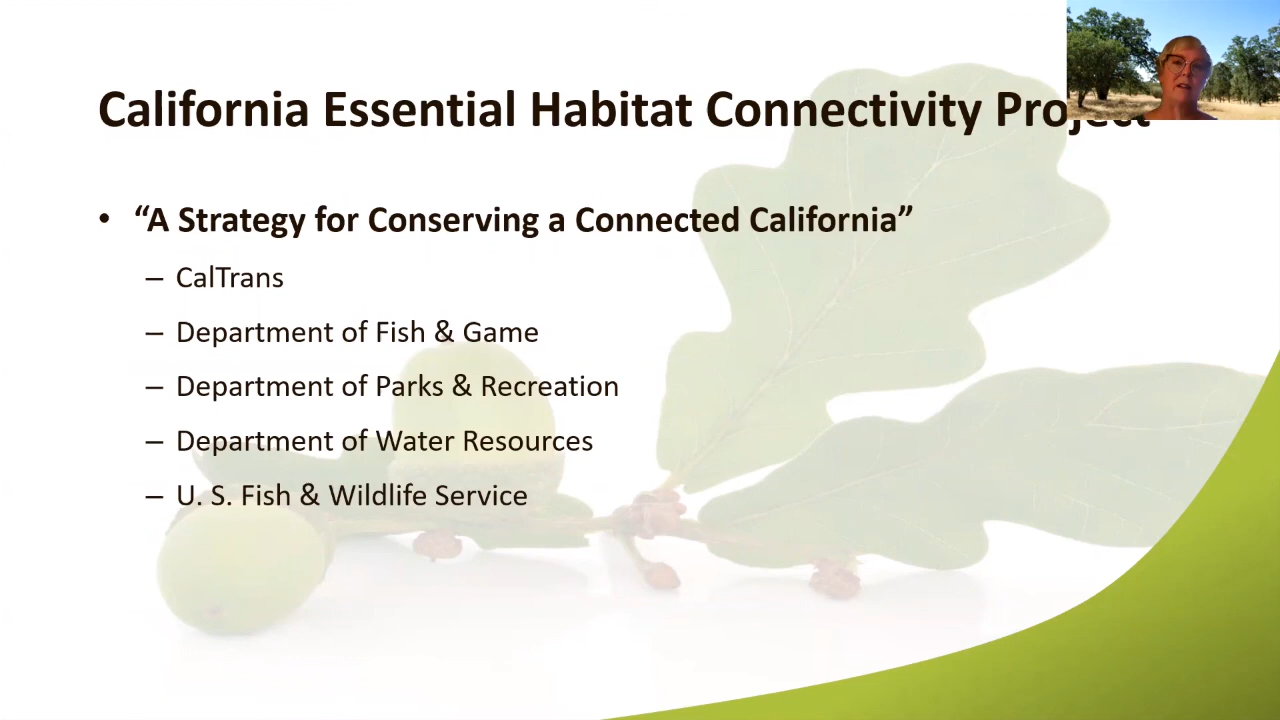 California Essential Habitat Connectivity Project
• “A Strategy for Conserving a Connected California”
– CalTrans
– Department of Fish & Game
– Department of Parks & Recreation
– Department of Water Resources
– U. S. Fish & Wildlife Service